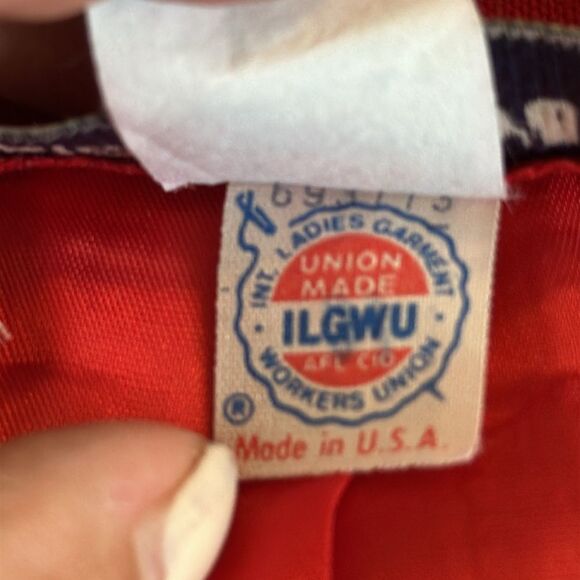 INT. LADIES GARMENT
UNION
MADE
ILGWU
AFL CIO
WORKERS UNION
®
Made in U.S.A.